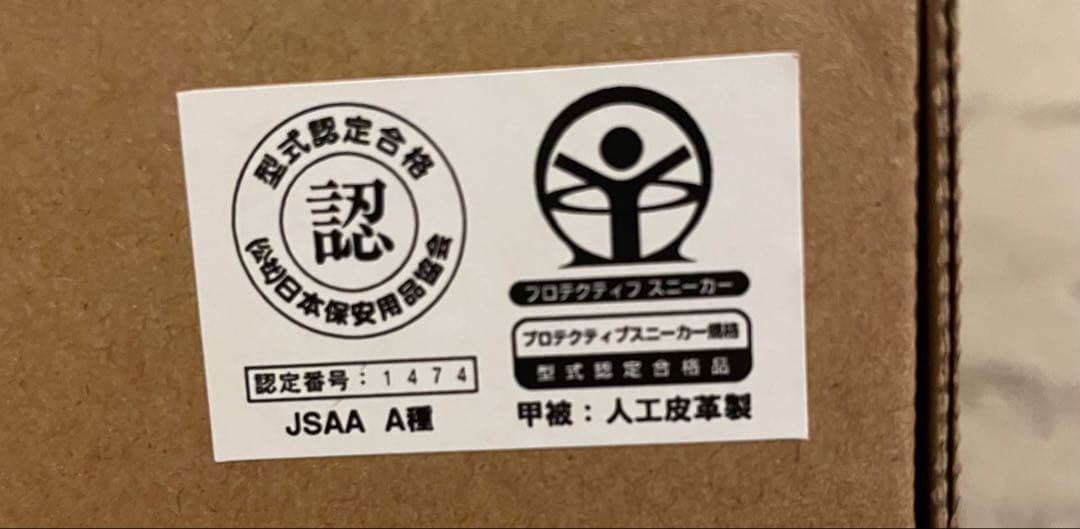 型式認定合格
認
(公社)日本保安用品協会
認定番号：1474
JSAA A種
プロテクティブ スニーカー
プロテクティブスニーカー規格
型式認定合格品
甲被：人工皮革製